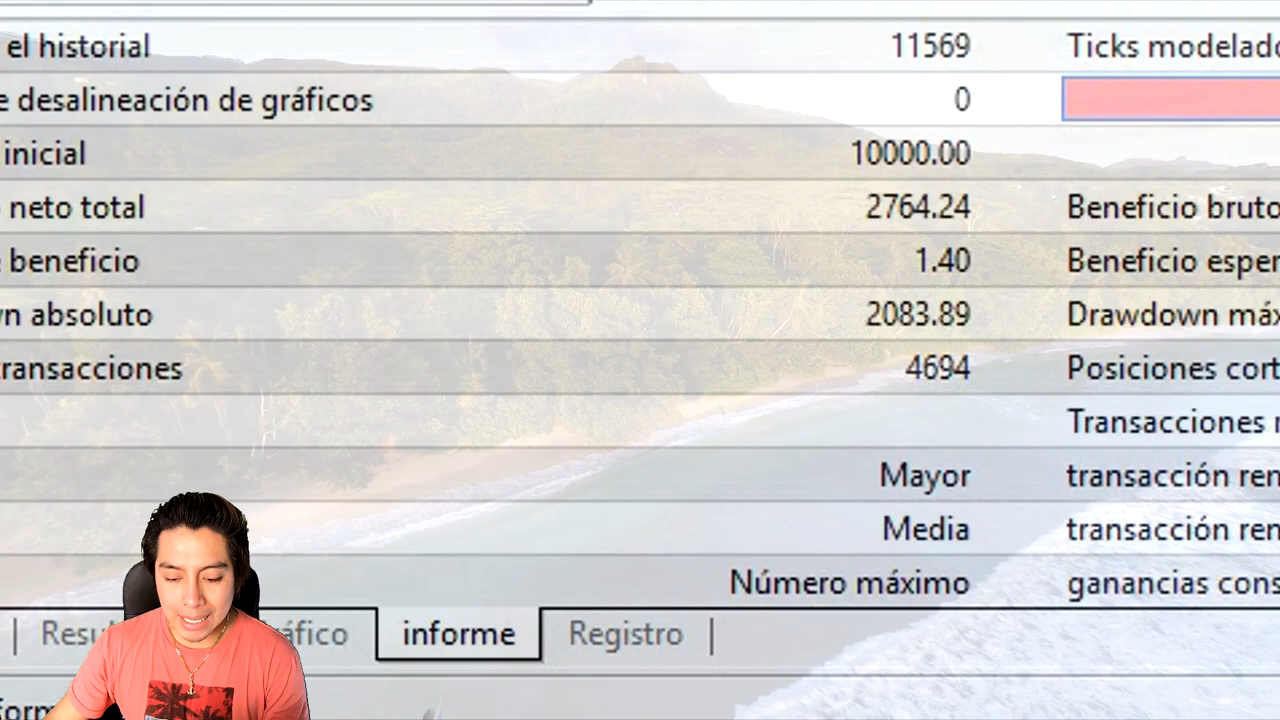 el historial 11569 Ticks modelado
e desalineación de gráficos 0
inicial 10000.00
neto total 2764.24 Beneficio bruto
beneficio 1.40 Beneficio esper
wn absoluto 2083.89 Drawdown máx
transacciones 4694 Posiciones cort
Transacciones
Mayor transacción ren
Media transacción ren
Número máximo ganancias cons
Resu áfico informe Registro